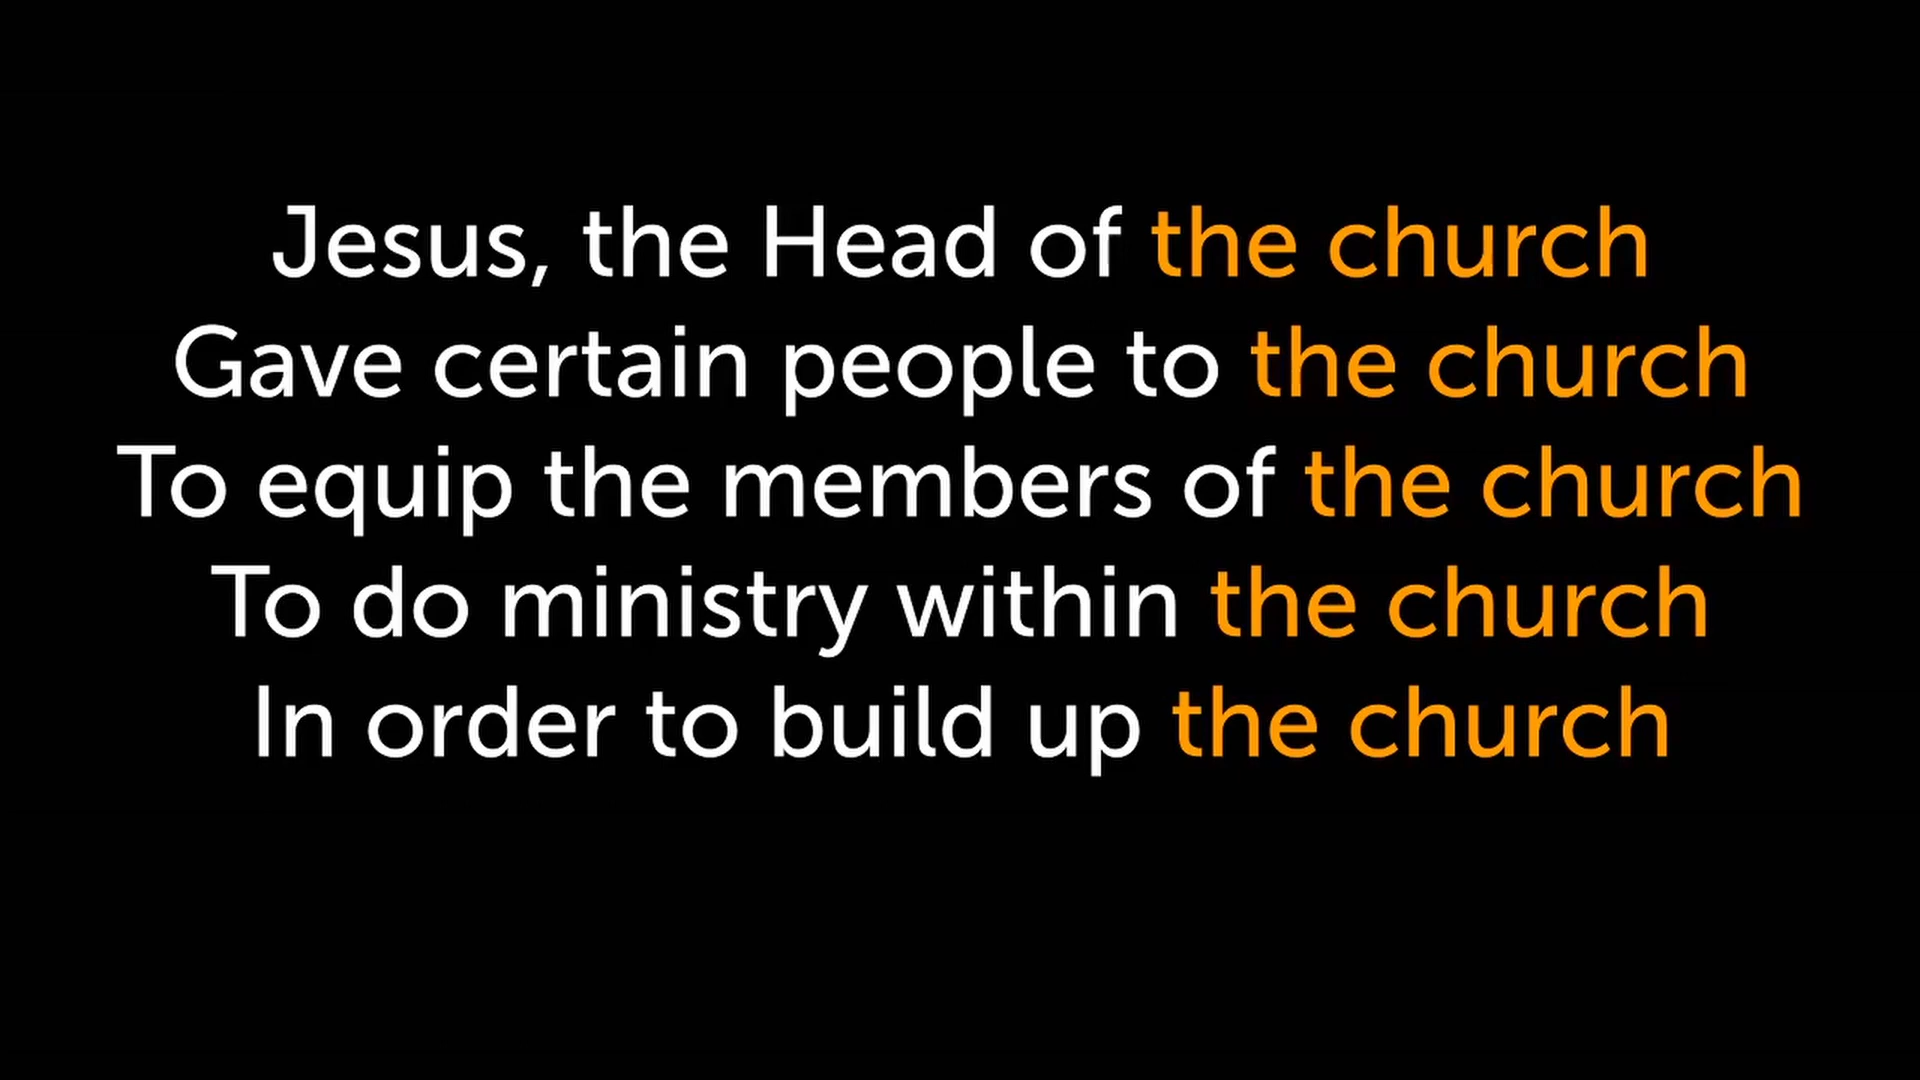 Jesus, the Head of the church
Gave certain people to the church
To equip the members of the church
To do ministry within the church
In order to build up the church